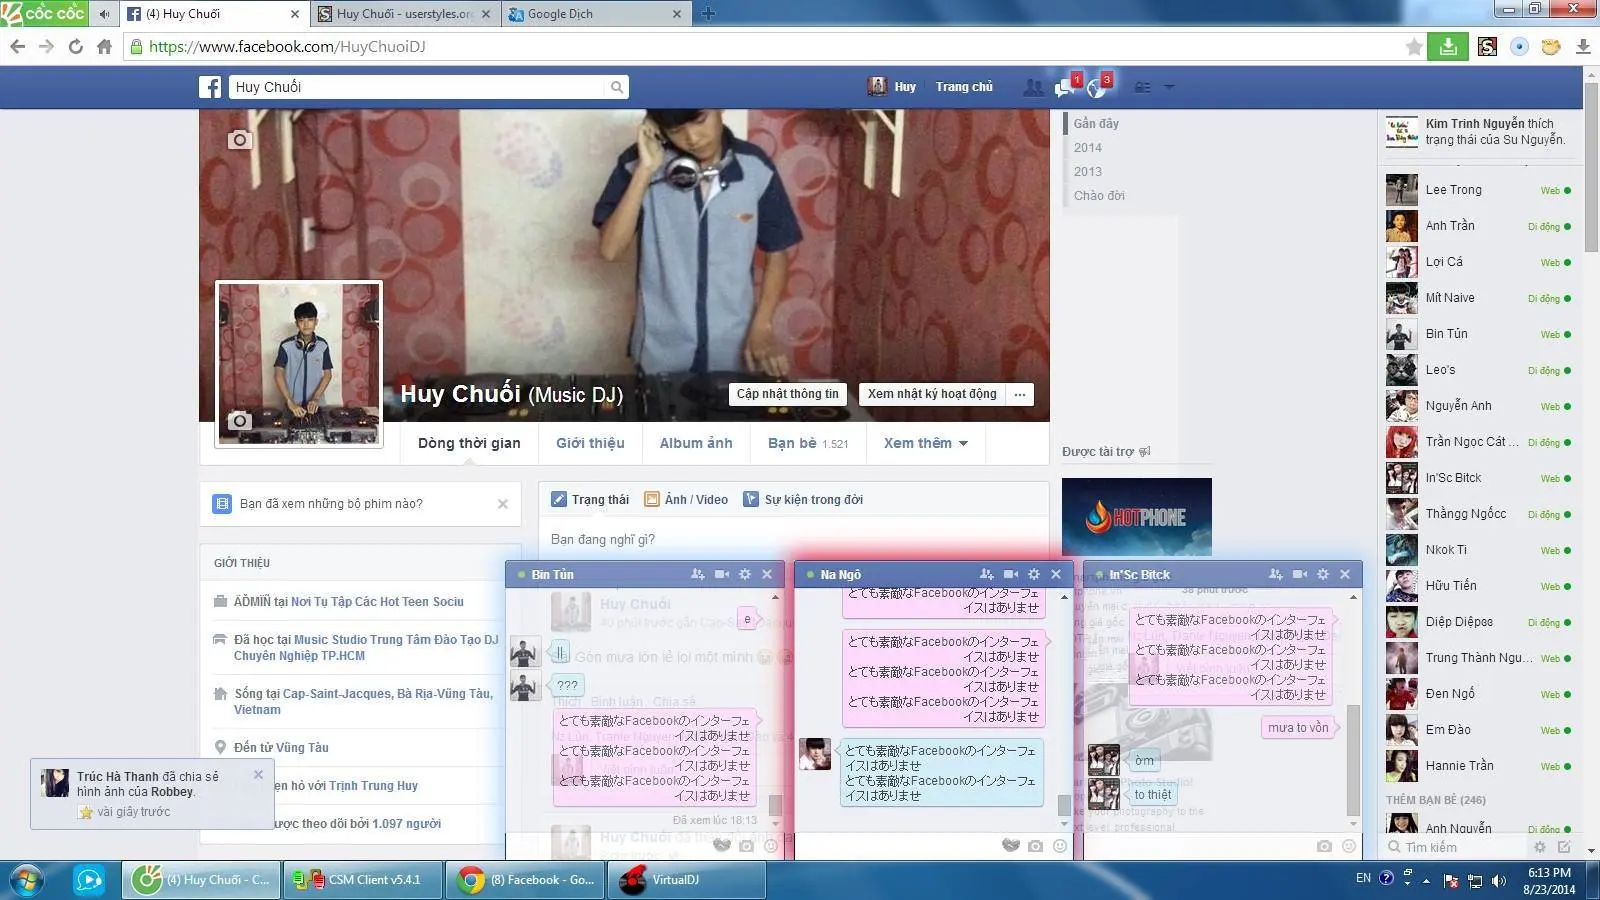 cốc cốc
(4) Huy Chuối
Huy Chuối - userstyles.org
Google Dịch
https://www.facebook.com/HuyChuoiDJ
Huy Chuối
Huy
Trang chủ
1
3
Gần đây
2014
2013
Chào đời
Huy Chuối (Music DJ)
Cập nhật thông tin
Xem nhật ký hoạt động
...
Dòng thời gian
Giới thiệu
Album ảnh
Bạn bè 1.521
Xem thêm
Bạn đã xem những bộ phim nào?
GIỚI THIỆU
tại Nơi Tụ Tập Các Hot Teen Sociu
Đã học tại Music Studio Trung Tâm Đào Tạo DJ
Chuyên Nghiệp TP.HCM
Sống tại Cap-Saint-Jacques, Bà Rịa-Vũng Tàu,
Vietnam
Đến từ Vũng Tàu
ẹn hò với Trịnh Trung Huy
ược theo dõi bởi 1.097 người
Trúc Hà Thanh đã chia sẻ
hình ảnh của Robbey.
vài giây trước
Trạng thái
Ảnh / Video
Sự kiện trong đời
Bạn đang nghĩ gì?
Được tài trợ
HOTPHONE
Bin Tủn
Huy Chuối
e
Sài Gòn mưa lớn lẻ loi một mình
||
???
Thích · Bình luận · Chia sẻ
とても素敵なFacebookのインターフェ
イスはありませ
とても素敵なFacebookのインターフェ
イスはありませ
とても素敵なFacebookのインターフェ
イスはありませ
Đã xem lúc 18:13
Huy Chuối
Na Ngô
とても素敵なFacebookのインターフェ
イスはありませ
とても素敵なFacebookのインターフェ
イスはありませ
とても素敵なFacebookのインターフェ
イスはありませ
とても素敵なFacebookのインターフェ
イスはありませ
とても素敵なFacebookのインターフェ
イスはありませ
とても素敵なFacebookのインターフェ
イスはありませ
In'Sc Bitck
38 phút trước
とても素敵なFacebookのインターフェ
イスはありませ
とても素敵なFacebookのインターフェ
イスはありませ
とても素敵なFacebookのインターフェ
イスはありませ
mưa to vồn
ờm
to thiệt
Kim Trinh Nguyễn thích
trạng thái của Su Nguyễn.
Lee Trong Web
Anh Trần Di động
Lợi Cá Web
Mít Naive Di động
Bin Tủn Web
Leo's Di động
Nguyễn Anh Web
Trần Ngọc Cát ... Di động
In'Sc Bitck Web
Thằngg Ngốcc Di động
Nkok Ti Web
Hữu Tiến Di động
Diệp Diệpee Di động
Trung Thành Ngu... Web
Đen Ngố Web
Em Đào Web
Hannie Trần Web
THÊM BẠN BÈ (246)
Anh Nguyễn Di động
Tìm kiếm
(4) Huy Chuối - C...
CSM Client v5.4.1
(8) Facebook - Go...
VirtualDJ
EN
6:13 PM
8/23/2014